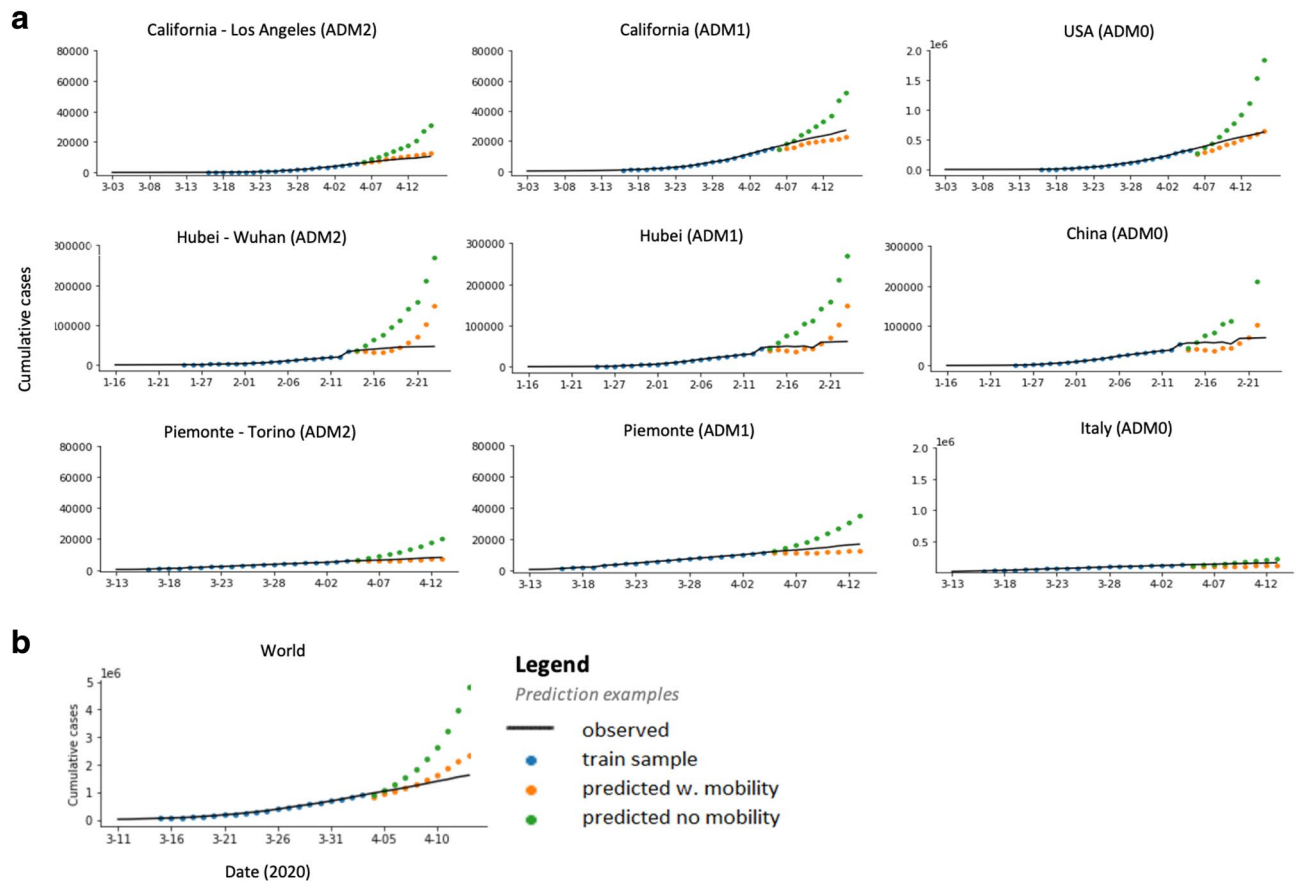 a
California - Los Angeles (ADM2)
California (ADM1)
USA (ADM0)
80000
60000
40000
20000
0
3-03 3-08 3-13 3-18 3-23 3-28 4-02 4-07 4-12
80000
60000
40000
20000
0
3-03 3-08 3-13 3-18 3-23 3-28 4-02 4-07 4-12
1e6
2.0
1.5
1.0
0.5
0.0
3-03 3-08 3-13 3-18 3-23 3-28 4-02 4-07 4-12
Cumulative cases
Hubei - Wuhan (ADM2)
Hubei (ADM1)
China (ADM0)
300000
200000
100000
0
1-16 1-21 1-27 2-01 2-06 2-11 2-16 2-21
300000
200000
100000
0
1-16 1-21 1-27 2-01 2-06 2-11 2-16 2-21
300000
200000
100000
0
1-16 1-21 1-27 2-01 2-06 2-11 2-16 2-21
Piemonte - Torino (ADM2)
Piemonte (ADM1)
Italy (ADM0)
80000
60000
40000
20000
0
3-13 3-18 3-23 3-28 4-02 4-07 4-12
80000
60000
40000
20000
0
3-13 3-18 3-23 3-28 4-02 4-07 4-12
1e6
2.0
1.5
1.0
0.5
3-13 3-18 3-23 3-28 4-02 4-07 4-12
b
World
1e6
5
4
3
2
1
0
Cumulative cases
3-11 3-16 3-21 3-26 3-31 4-05 4-10
Date (2020)
Legend
Prediction examples
observed
train sample
predicted w. mobility
predicted no mobility